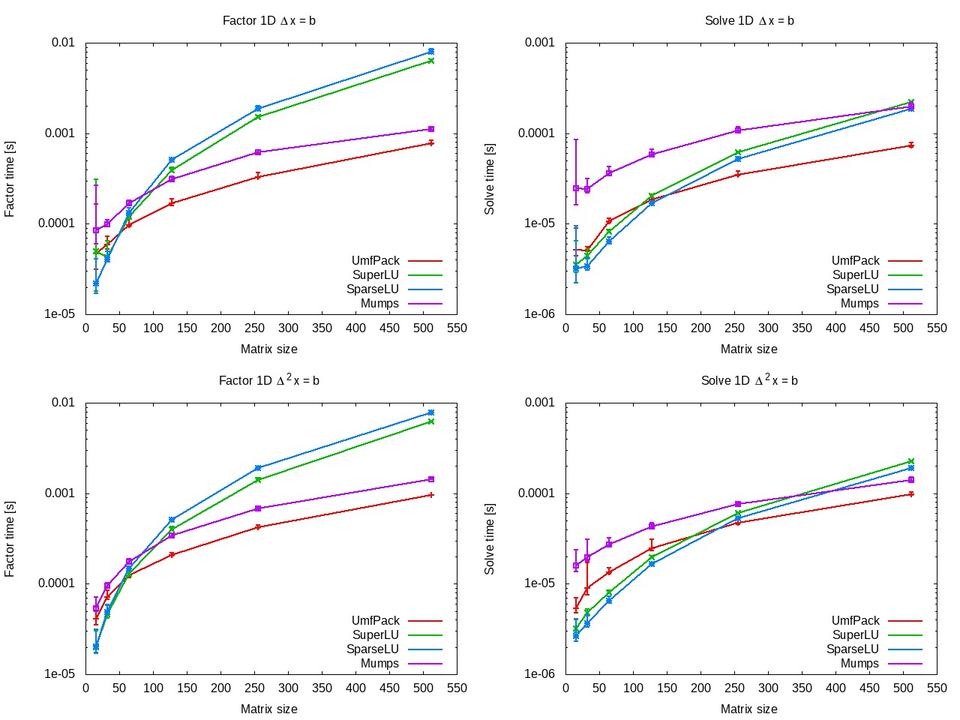 Factor 1D Δ x = b
0.01
0.001
0.0001
1e-05
Factor time [s]
UmfPack
SuperLU
SparseLU
Mumps
0 50 100 150 200 250 300 350 400 450 500 550
Matrix size
Solve 1D Δ x = b
0.001
0.0001
1e-05
1e-06
Solve time [s]
UmfPack
SuperLU
SparseLU
Mumps
0 50 100 150 200 250 300 350 400 450 500 550
Matrix size
Factor 1D Δ² x = b
0.01
0.001
0.0001
1e-05
Factor time [s]
UmfPack
SuperLU
SparseLU
Mumps
0 50 100 150 200 250 300 350 400 450 500 550
Matrix size
Solve 1D Δ² x = b
0.001
0.0001
1e-05
1e-06
Solve time [s]
UmfPack
SuperLU
SparseLU
Mumps
0 50 100 150 200 250 300 350 400 450 500 550
Matrix size